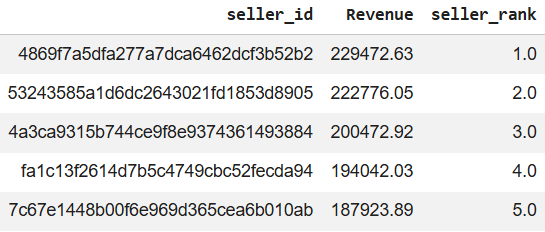 seller_id Revenue seller_rank
4869f7a5dfa277a7dca6462dcf3b52b2 229472.63 1.0
53243585a1d6dc2643021fd1853d8905 222776.05 2.0
4a3ca9315b744ce9f8e9374361493884 200472.92 3.0
fa1c13f2614d7b5c4749cbc52fecda94 194042.03 4.0
7c67e1448b00f6e969d365cea6b010ab 187923.89 5.0